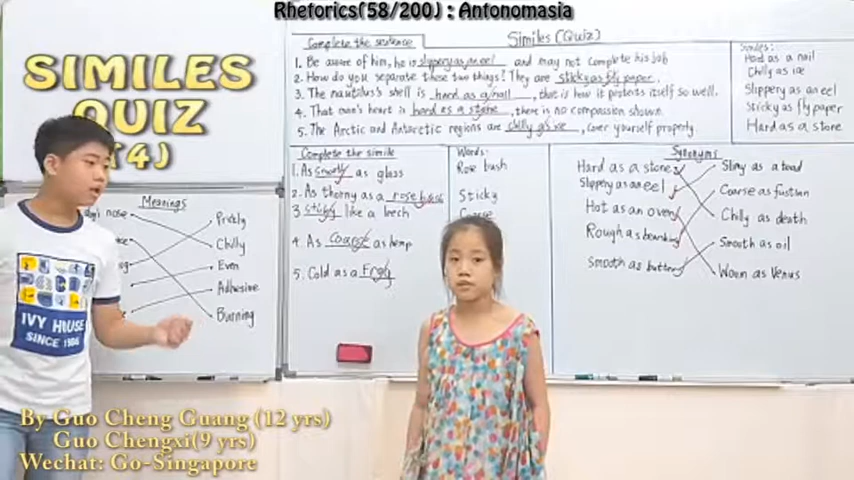 Rhetorics(58/200) : Antonomasia
SIMILES
QUIZ
(4)
Complete the sentence
Similes (Quiz)
1. Be aware of him, he is slippery as an eel and may not complete his job
2. How do you separate these two things! They are sticky as fly paper.
3. The nautilus's shell is hard as a nail, that is how it protects itself so well.
4. That man's heart is hard as a stone, there is no compassion shown.
5. The Arctic and Antarctic regions are chilly as ice, cover yourself properly.
Similes:
Hard as a nail
Chilly as ice
Slippery as an eel
Sticky as fly paper
Hard as a stone
Complete the simile
1. As smooth as glass
2. As thorny as a rose bush
3. Sticky like a leech
4. As Coarse as hemp
5. Cold as a Frog
Words:
Rose bush
Sticky
Coarse
Synonyms
Hard as a stone
Slippery as an eel
Hot as an oven
Rough as
Smooth as butter
Slimy as a toad
Coarse as fustian
Chilly as death
Smooth as oil
Warm as Venus
Meanings
nose
Prickly
Chilly
Even
Adhesive
Burning
IVY HOUSE
SINCE 1986
By Guo Cheng Guang (12 yrs)
Guo Chengxi(9 yrs)
WeChat: Go-SIngapore